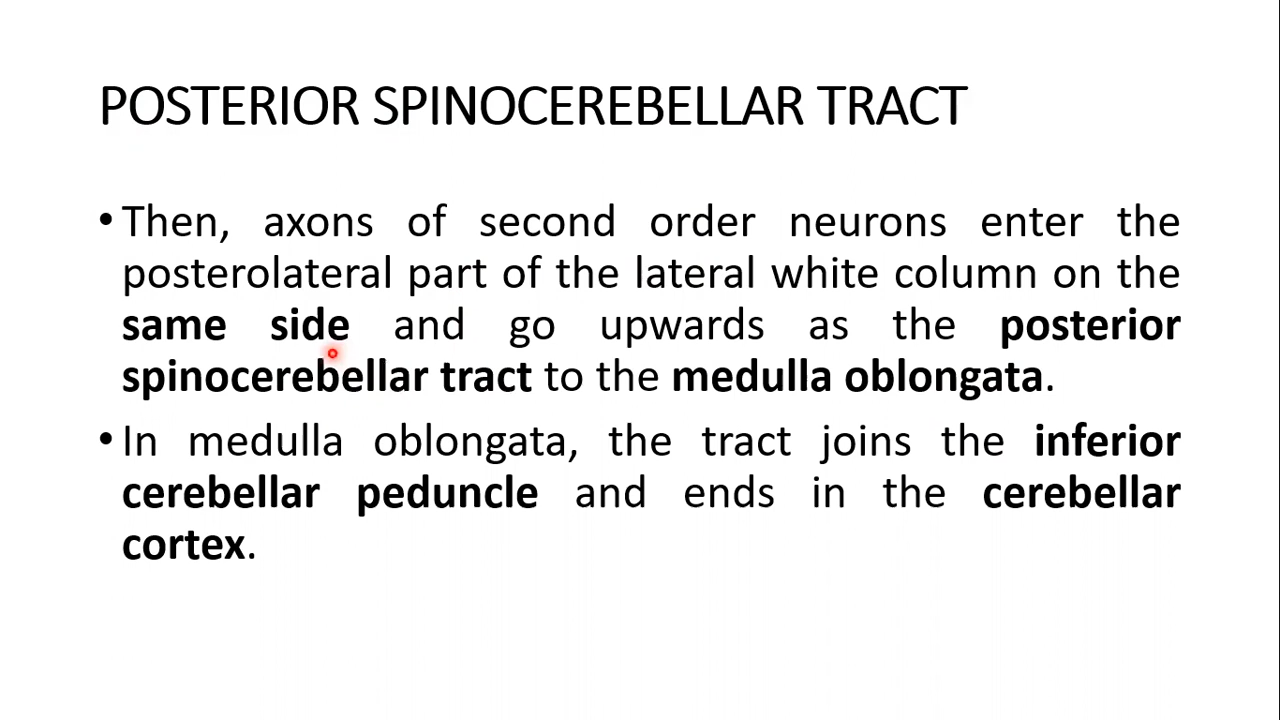 POSTERIOR SPINOCEREBELLAR TRACT
•Then, axons of second order neurons enter the
posterolateral part of the lateral white column on the
same side and go upwards as the posterior
spinocerebellar tract to the medulla oblongata.
•In medulla oblongata, the tract joins the inferior
cerebellar peduncle and ends in the cerebellar
cortex.